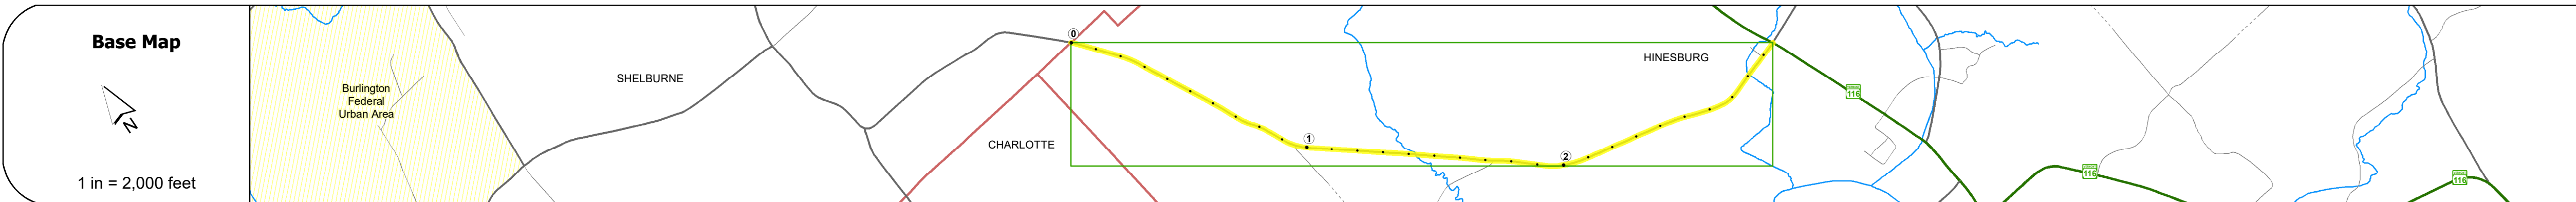 Base Map
N
1 in = 2,000 feet
Burlington
Federal
Urban Area
SHELBURNE
CHARLOTTE
0
1
2
HINESBURG
116
116
116